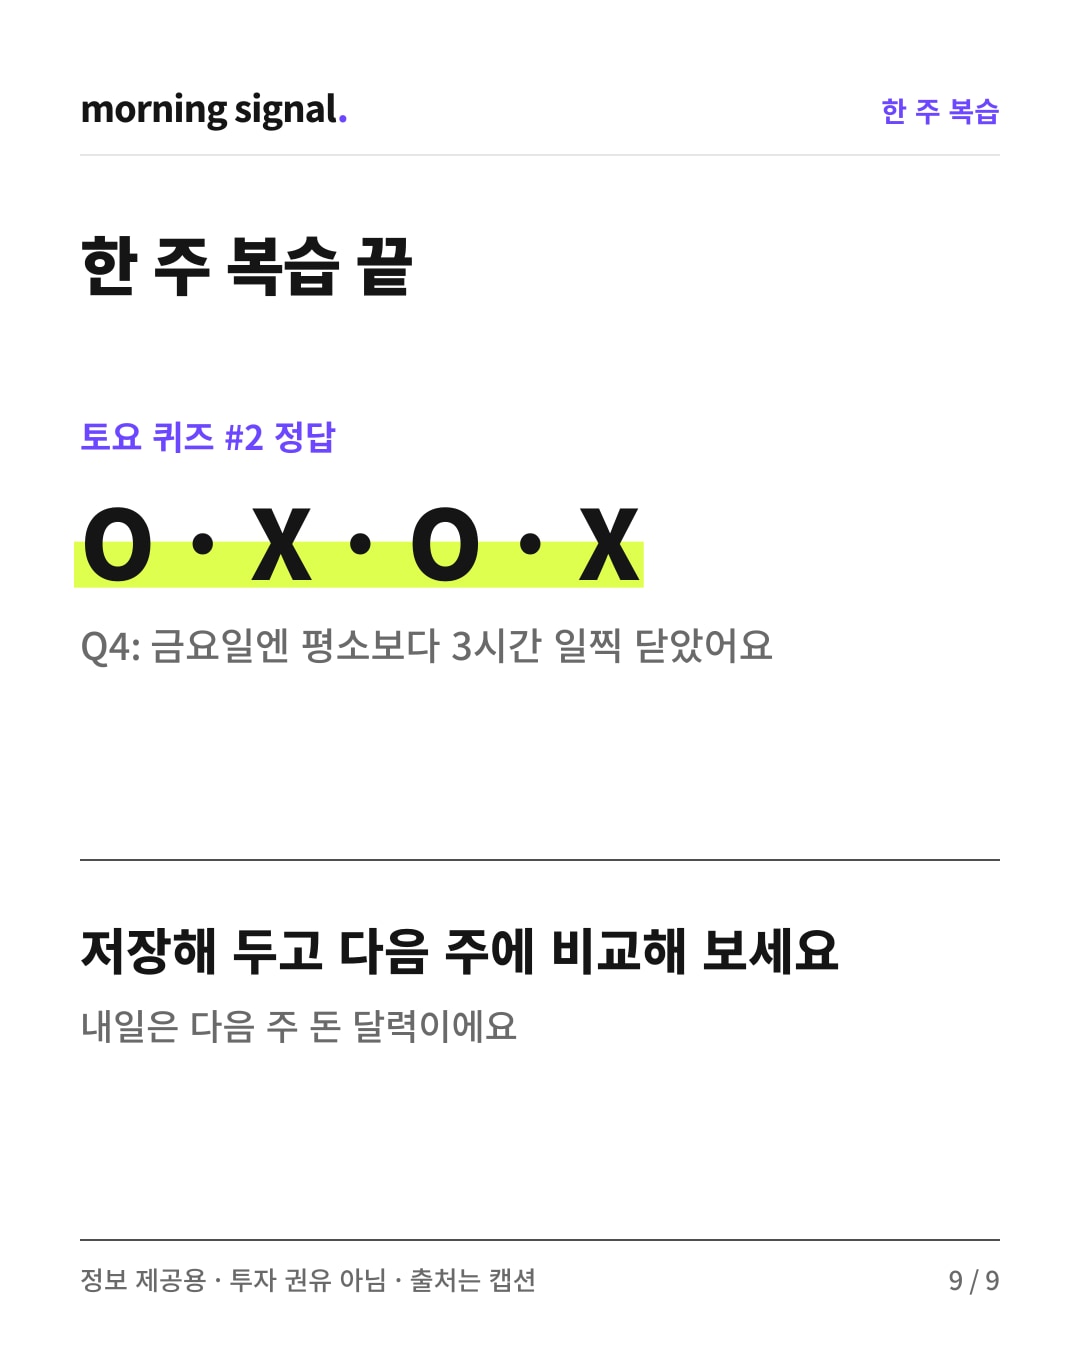 morning signal.
한 주 복습
한 주 복습 끝
토요 퀴즈 #2 정답
O · X · O · X
Q4: 금요일엔 평소보다 3시간 일찍 닫았어요
저장해 두고 다음 주에 비교해 보세요
내일은 다음 주 돈 달력이에요
정보 제공용 · 투자 권유 아님 · 출처는 캡션
9 / 9